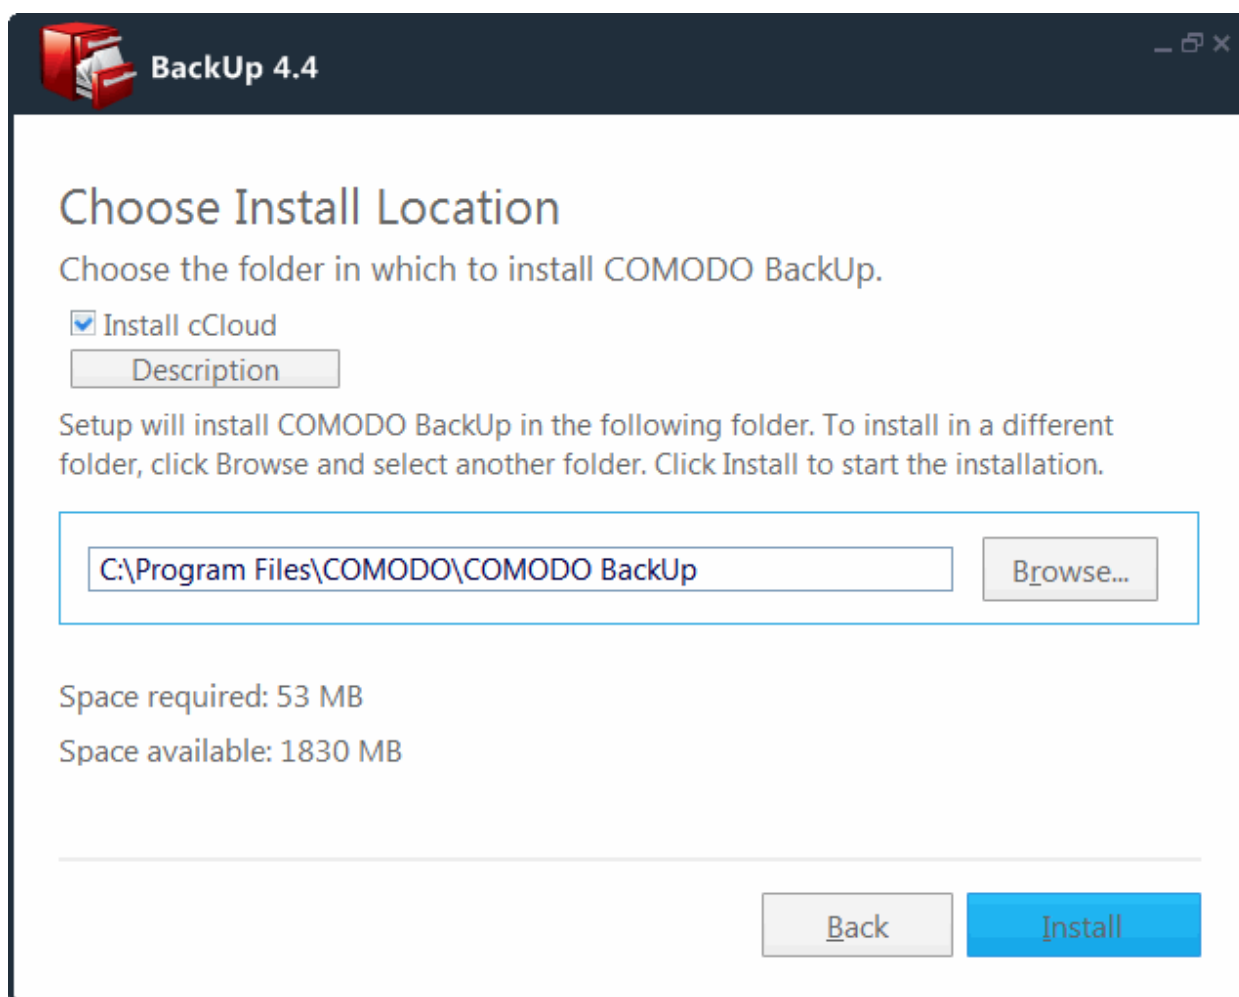 BackUp 4.4
Choose Install Location
Choose the folder in which to install COMODO BackUp.
Install cCloud
Description
Setup will install COMODO BackUp in the following folder. To install in a different
folder, click Browse and select another folder. Click Install to start the installation.
C:\Program Files\COMODO\COMODO BackUp
Browse...
Space required: 53 MB
Space available: 1830 MB
Back
Install